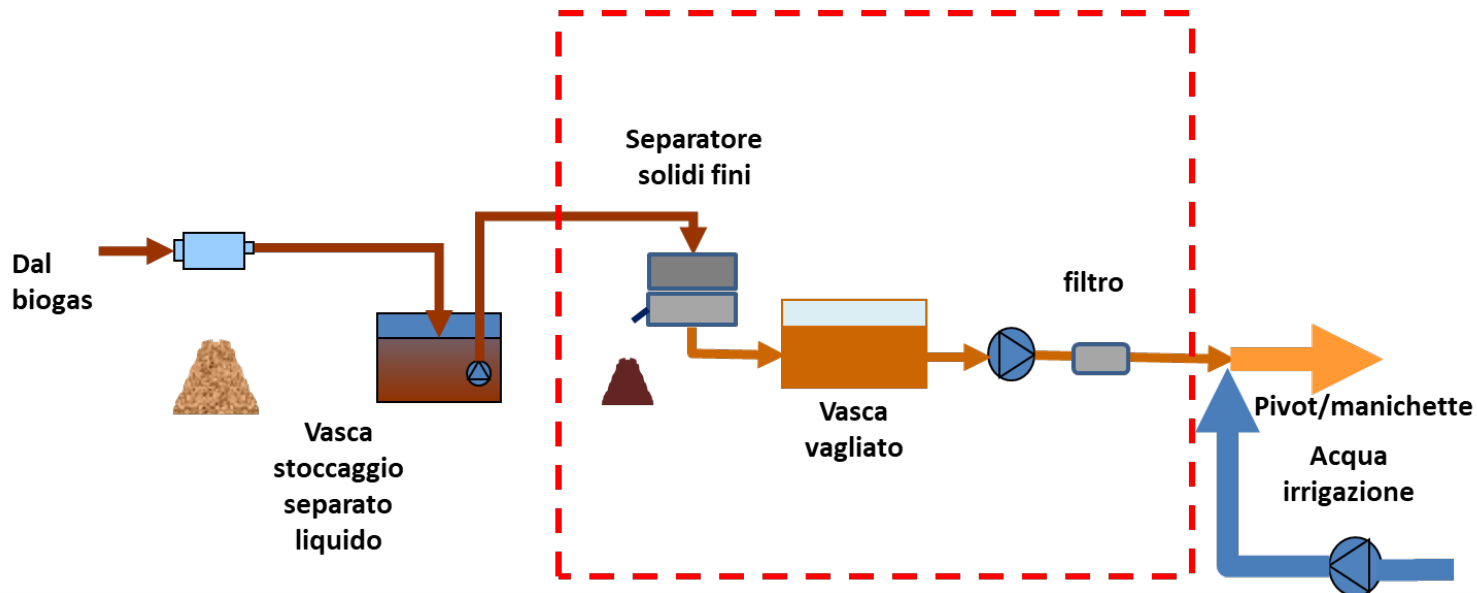 Dal
biogas
Vasca
stoccaggio
separato
liquido
Separatore
solidi fini
Vasca
vagliato
filtro
Pivot/manichette
Acqua
irrigazione